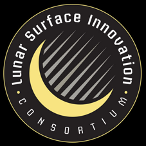 Lunar Surface Innovation
• CONSORTIUM •